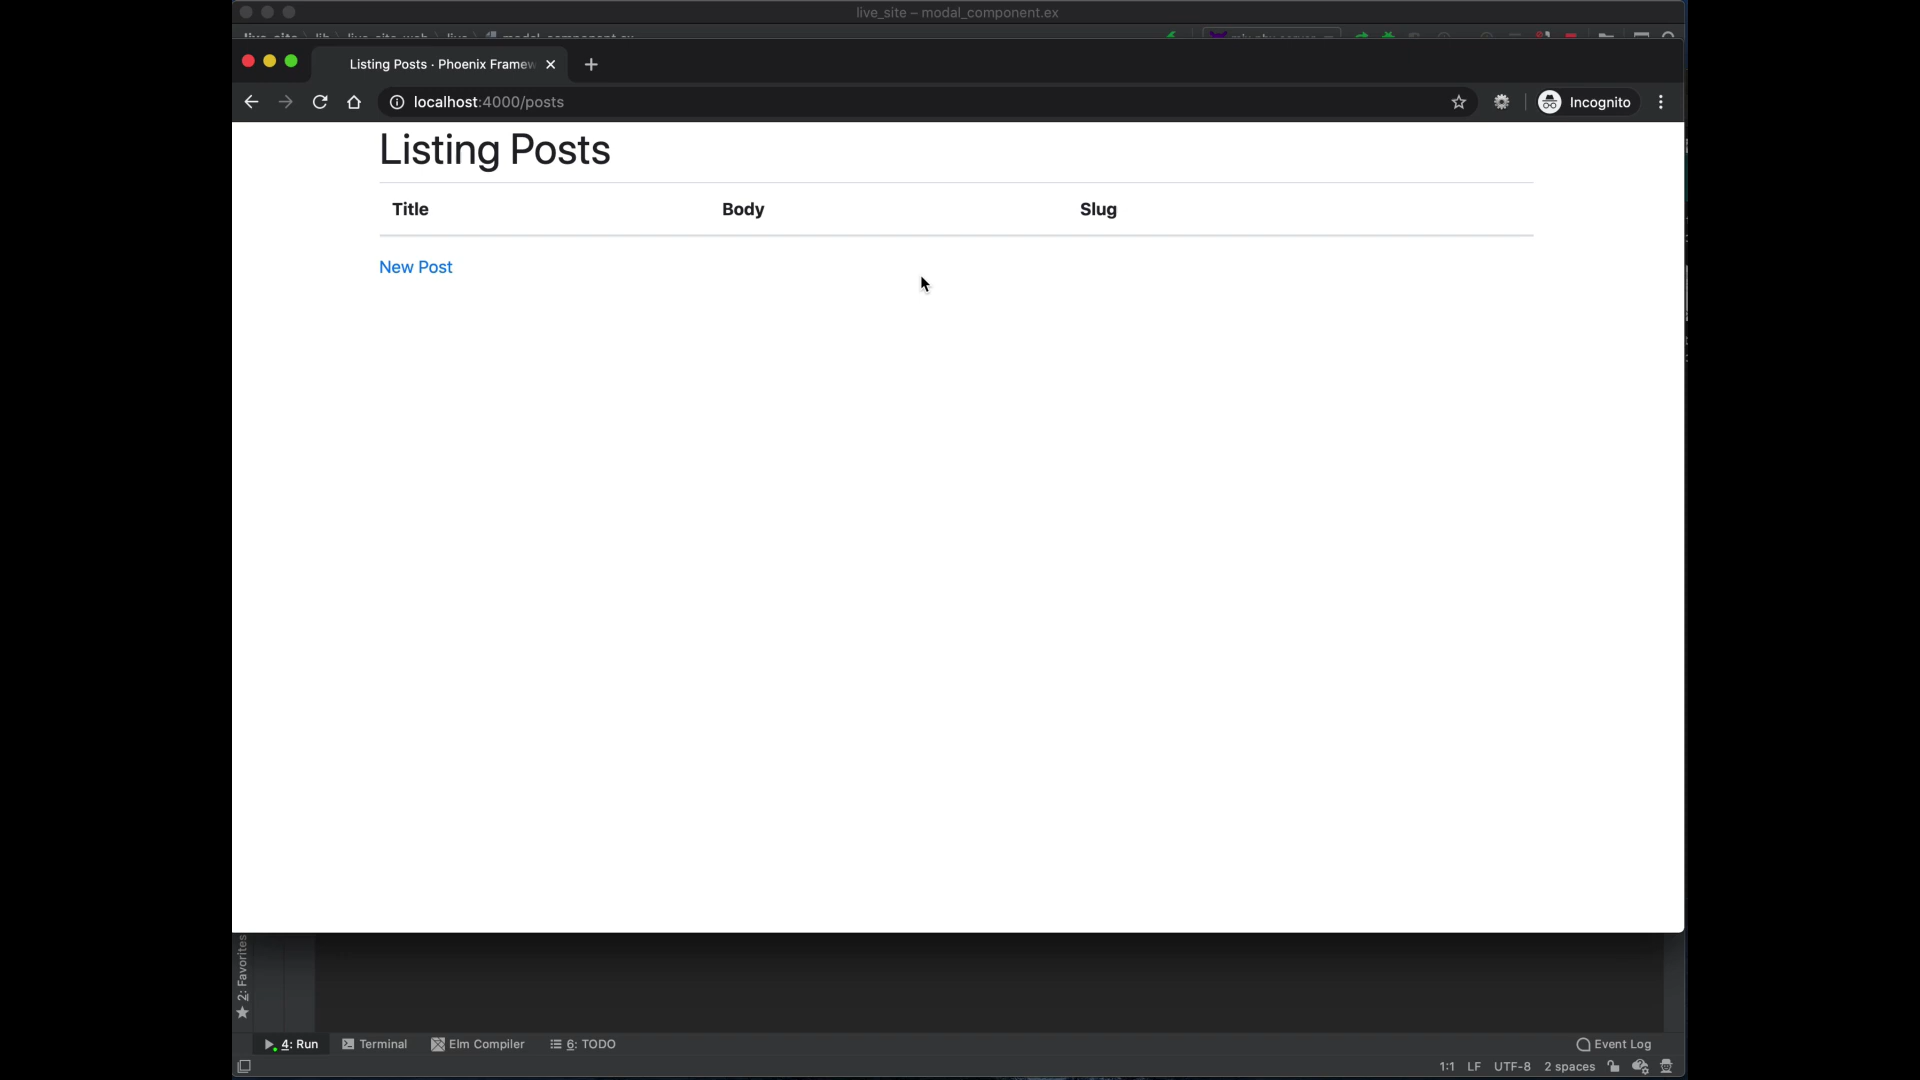 live_site – modal_component.ex
Listing Posts · Phoenix Framew
localhost:4000/posts
Incognito
Listing Posts
Title Body Slug
New Post
2: Favorites
4: Run Terminal Elm Compiler 6: TODO Event Log
1:1 LF UTF-8 2 spaces